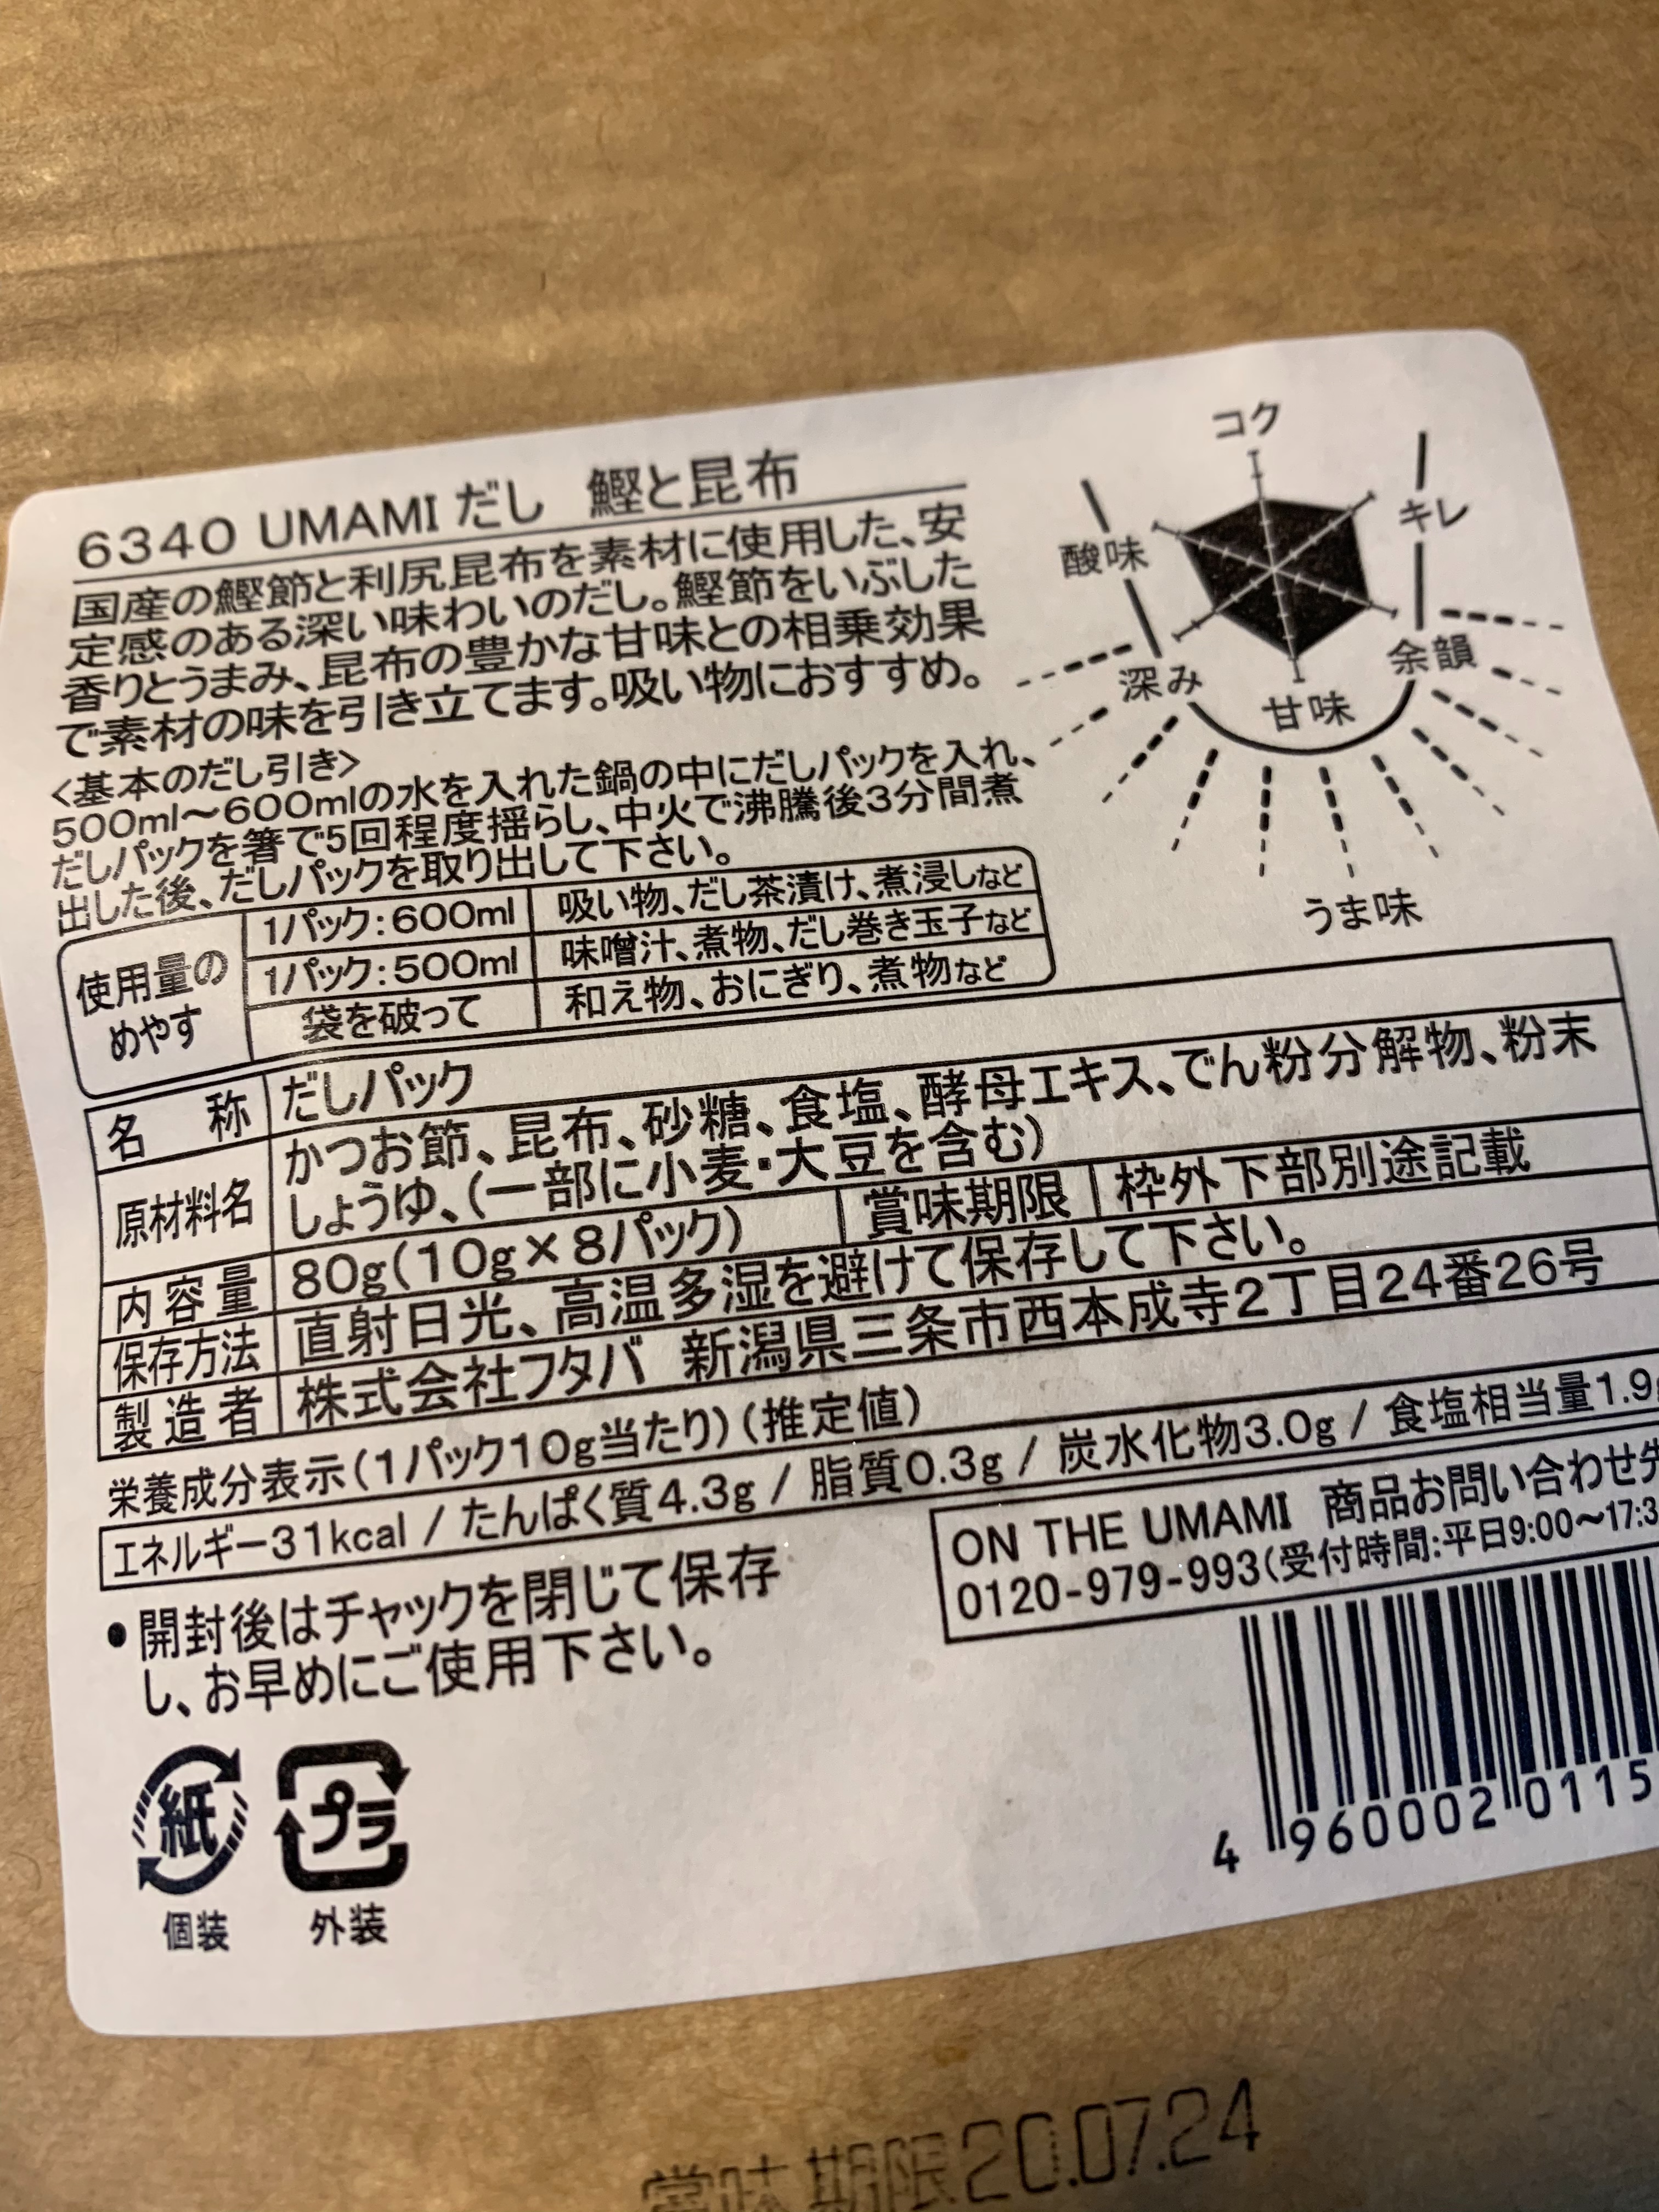 6340 UMAMI だし　鰹と昆布
国産の鰹節と利尻昆布を素材に使用した、安
定感のある深い味わいのだし。鰹節をいぶした
香りとうまみ、昆布の豊かな甘味との相乗効果
で素材の味を引き立てます。吸い物におすすめ。
コク
キレ
酸味
余韻
深み
甘味
うま味
<基本のだし引き>
500ml～600mlの水を入れた鍋の中にだしパックを入れ、
だしパックを箸で5回程度揺らし、中火で沸騰後3分間煮
出した後、だしパックを取り出して下さい。
使用量の
めやす
1パック:600ml 吸い物、だし茶漬け、煮浸しなど
1パック:500ml 味噌汁、煮物、だし巻き玉子など
袋を破って 和え物、おにぎり、煮物など
名称 だしパック
原材料名 かつお節、昆布、砂糖、食塩、酵母エキス、でん粉分解物、粉末
しょうゆ、(一部に小麦・大豆を含む)
内容量 80g(10g×8パック) 賞味期限 枠外下部別途記載
保存方法 直射日光、高温多湿を避けて保存して下さい。
製造者 株式会社フタバ 新潟県三条市西本成寺2丁目24番26号
栄養成分表示(1パック10g当たり)(推定値)
エネルギー31kcal / たんぱく質4.3g / 脂質0.3g / 炭水化物3.0g / 食塩相当量1.9g
ON THE UMAMI 商品お問い合わせ先
0120-979-993(受付時間:平日9:00～17:3
●開封後はチャックを閉じて保存
し、お早めにご使用下さい。
紙
個装
プラ
外装
4 960002 0115
賞味期限20.07.24